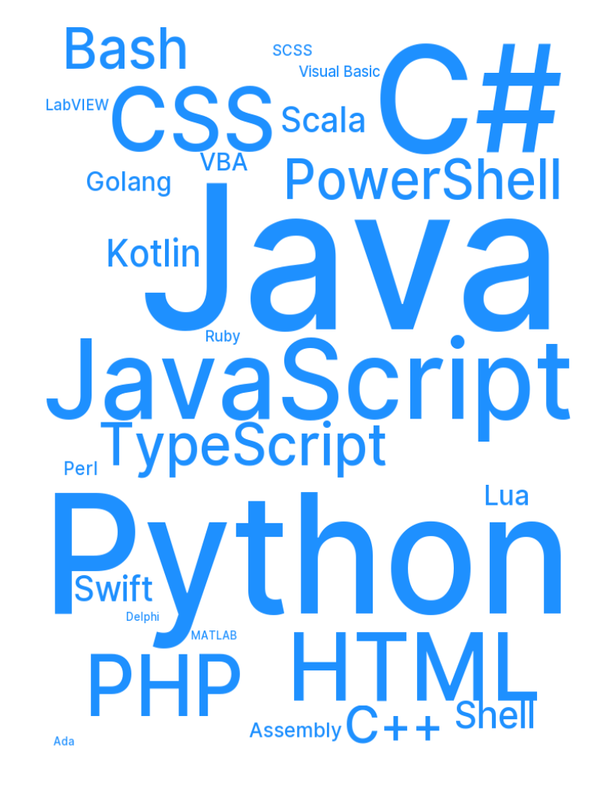 Bash
SCSS
C#
Visual Basic
LabVIEW
CSS
Scala
VBA
PowerShell
Golang
Java
Kotlin
Ruby
JavaScript
TypeScript
Perl
Lua
Python
Swift
Delphi
MATLAB
HTML
PHP
Shell
Assembly
C++
Ada